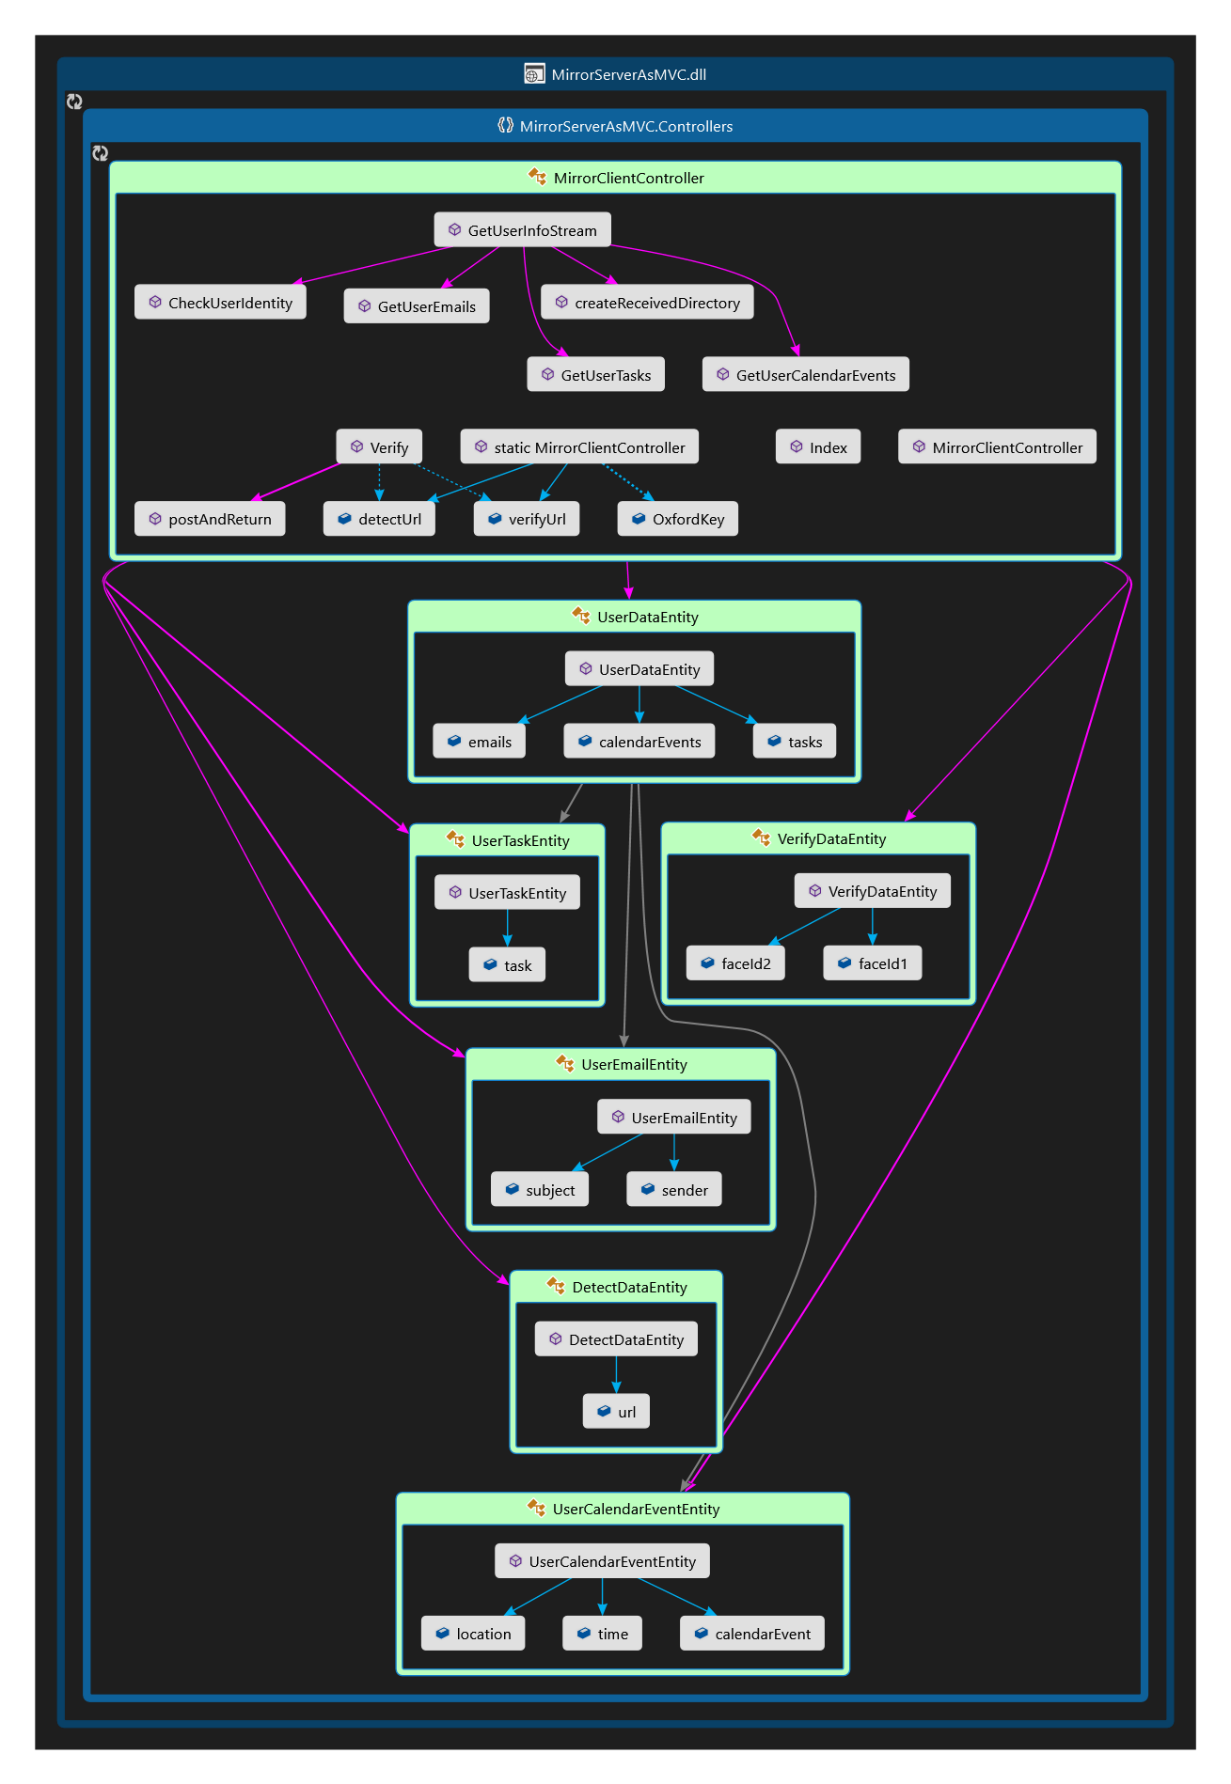 MirrorServerAsMVC.dll
MirrorServerAsMVC.Controllers
MirrorClientController
GetUserInfoStream
CheckUserIdentity
GetUserEmails
createReceivedDirectory
GetUserTasks
GetUserCalendarEvents
Verify
static MirrorClientController
Index
MirrorClientController
postAndReturn
detectUrl
verifyUrl
OxfordKey
UserDataEntity
UserDataEntity
emails
calendarEvents
tasks
UserTaskEntity
UserTaskEntity
task
VerifyDataEntity
VerifyDataEntity
faceId2
faceId1
UserEmailEntity
UserEmailEntity
subject
sender
DetectDataEntity
DetectDataEntity
url
UserCalendarEventEntity
UserCalendarEventEntity
location
time
calendarEvent